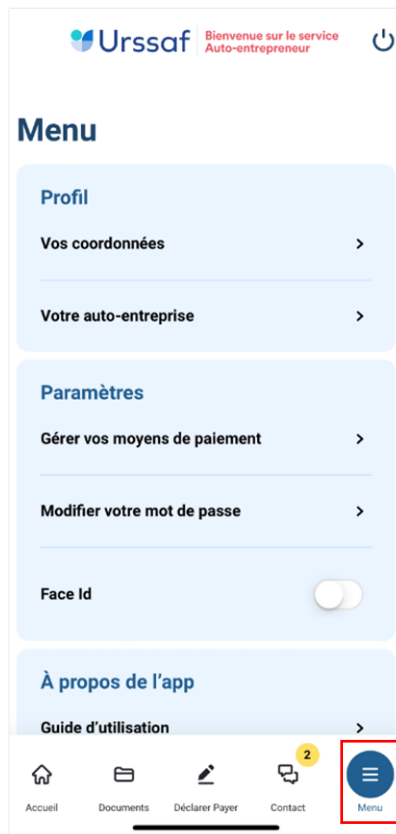 Urssaf
Bienvenue sur le service
Auto-entrepreneur
Menu
Profil
Vos coordonnées
Votre auto-entreprise
Paramètres
Gérer vos moyens de paiement
Modifier votre mot de passe
Face Id
À propos de l'app
Guide d'utilisation
2
Accueil
Documents
Déclarer Payer
Contact
Menu